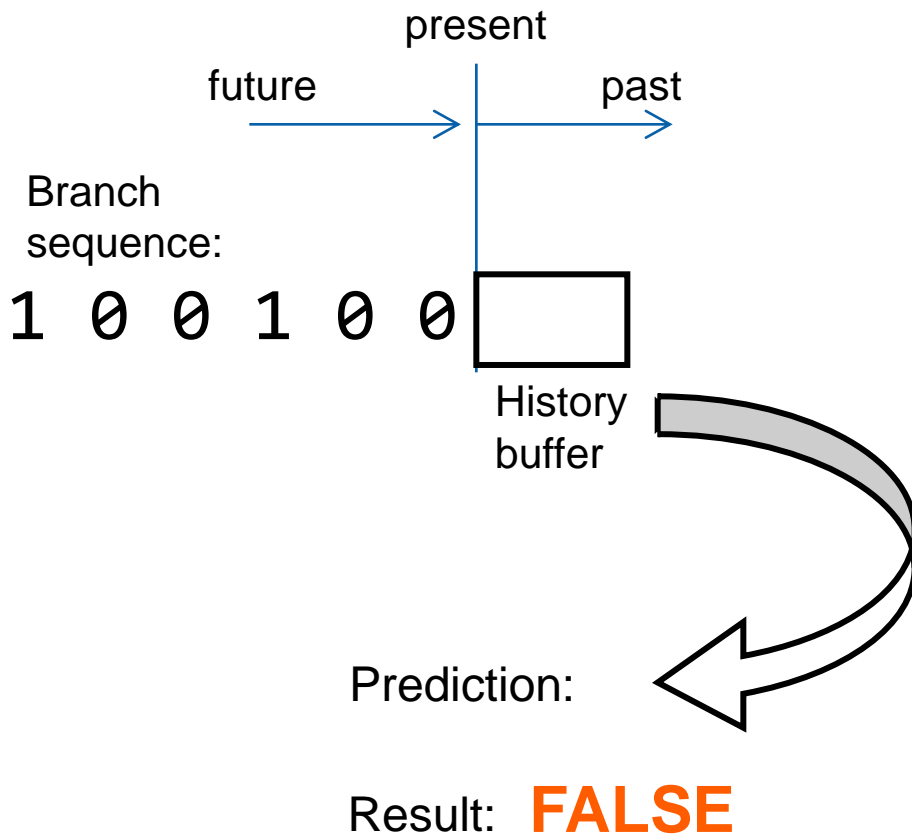 present
future past
Branch
sequence:
1 0 0 1 0 0
History
buffer
Prediction:
Result: FALSE